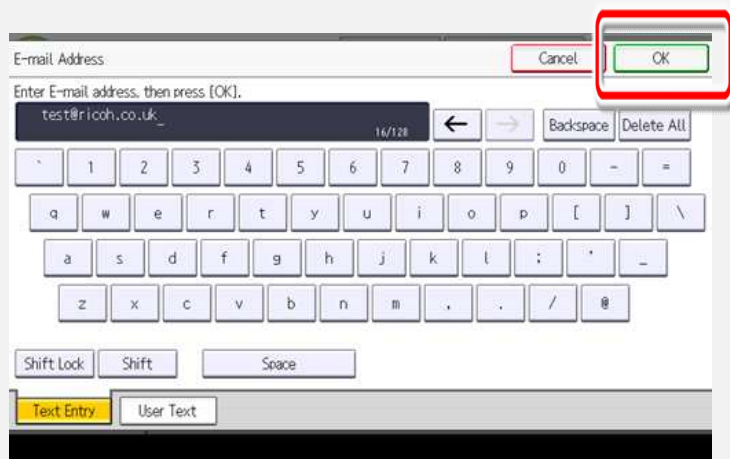 E-mail Address Cancel OK
Enter E-mail address, then press [OK].
test@ricoh.co.uk_
16/128 ← → Backspace Delete All
` 1 2 3 4 5 6 7 8 9 0 - =
q w e r t y u i o p [ ] \
a s d f g h j k l ; ' _
z x c v b n m , . / @
Shift Lock Shift Space
Text Entry User Text